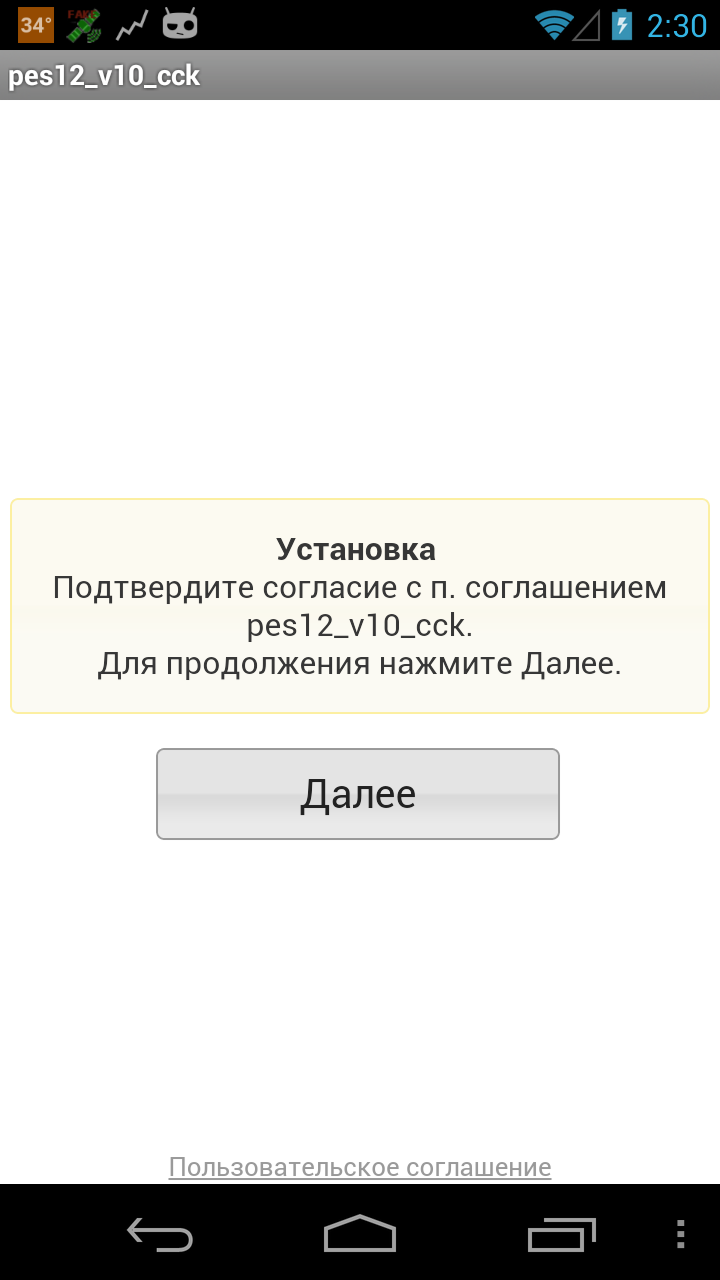 34°
FAKE
2:30
pes12_v10_cck
Установка
Подтвердите согласие с п. соглашением
pes12_v10_cck.
Для продолжения нажмите Далее.
Далее
Пользовательское соглашение